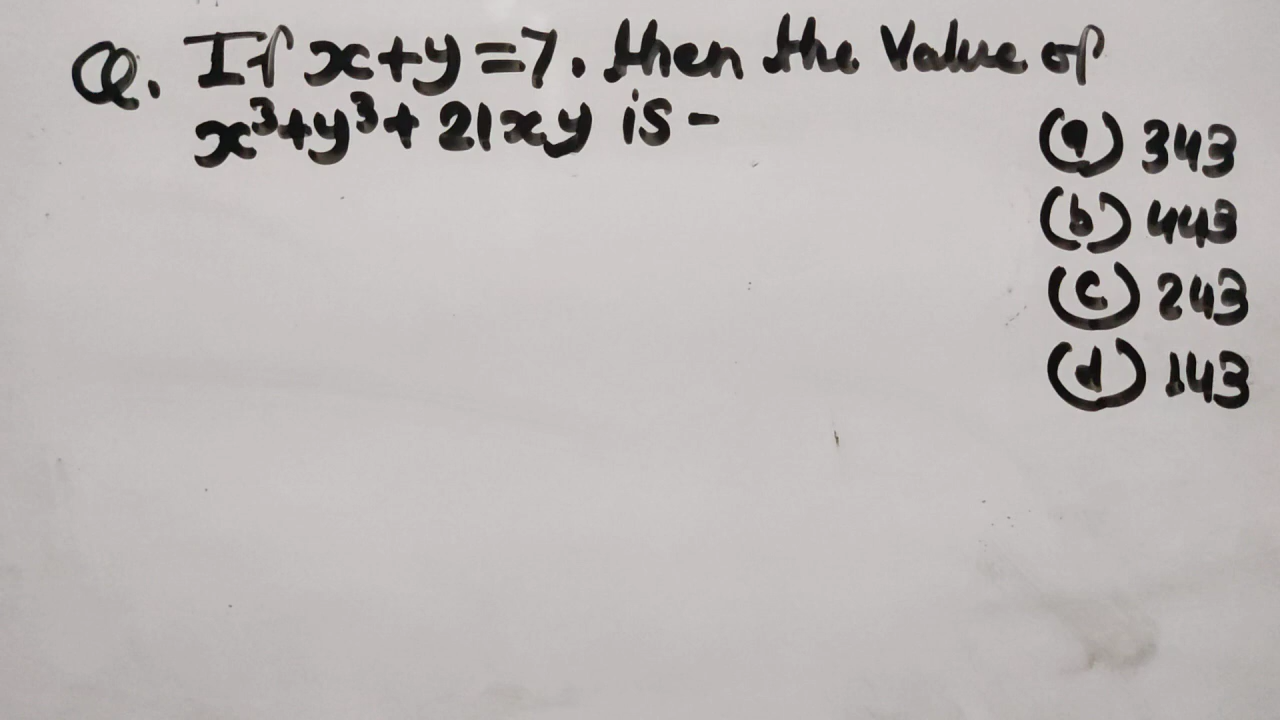 Q. If x+y=7. then the Value of
x³+y³+ 21xy is -
(a) 343
(b) 443
(c) 243
(d) 143